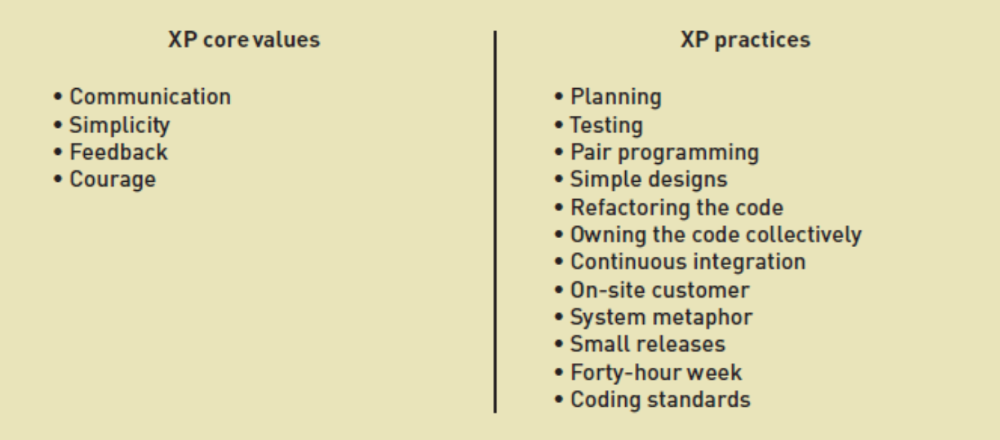 XP core values
• Communication
• Simplicity
• Feedback
• Courage
XP practices
• Planning
• Testing
• Pair programming
• Simple designs
• Refactoring the code
• Owning the code collectively
• Continuous integration
• On-site customer
• System metaphor
• Small releases
• Forty-hour week
• Coding standards